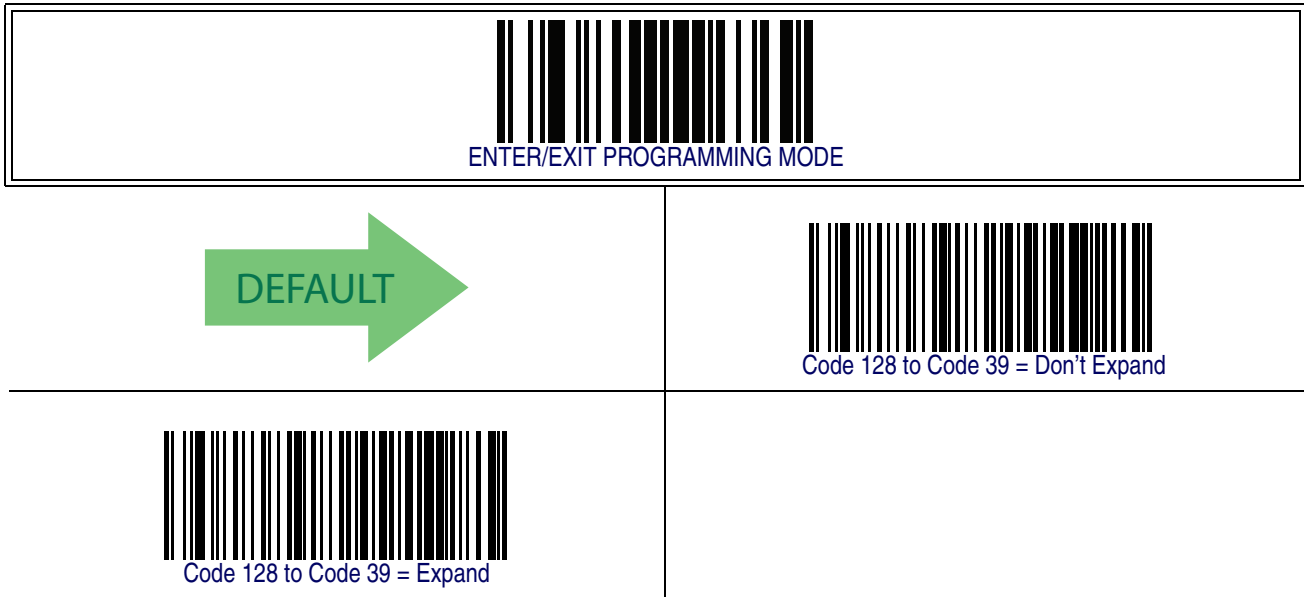 ENTER/EXIT PROGRAMMING MODE
DEFAULT
Code 128 to Code 39 = Don't Expand
Code 128 to Code 39 = Expand